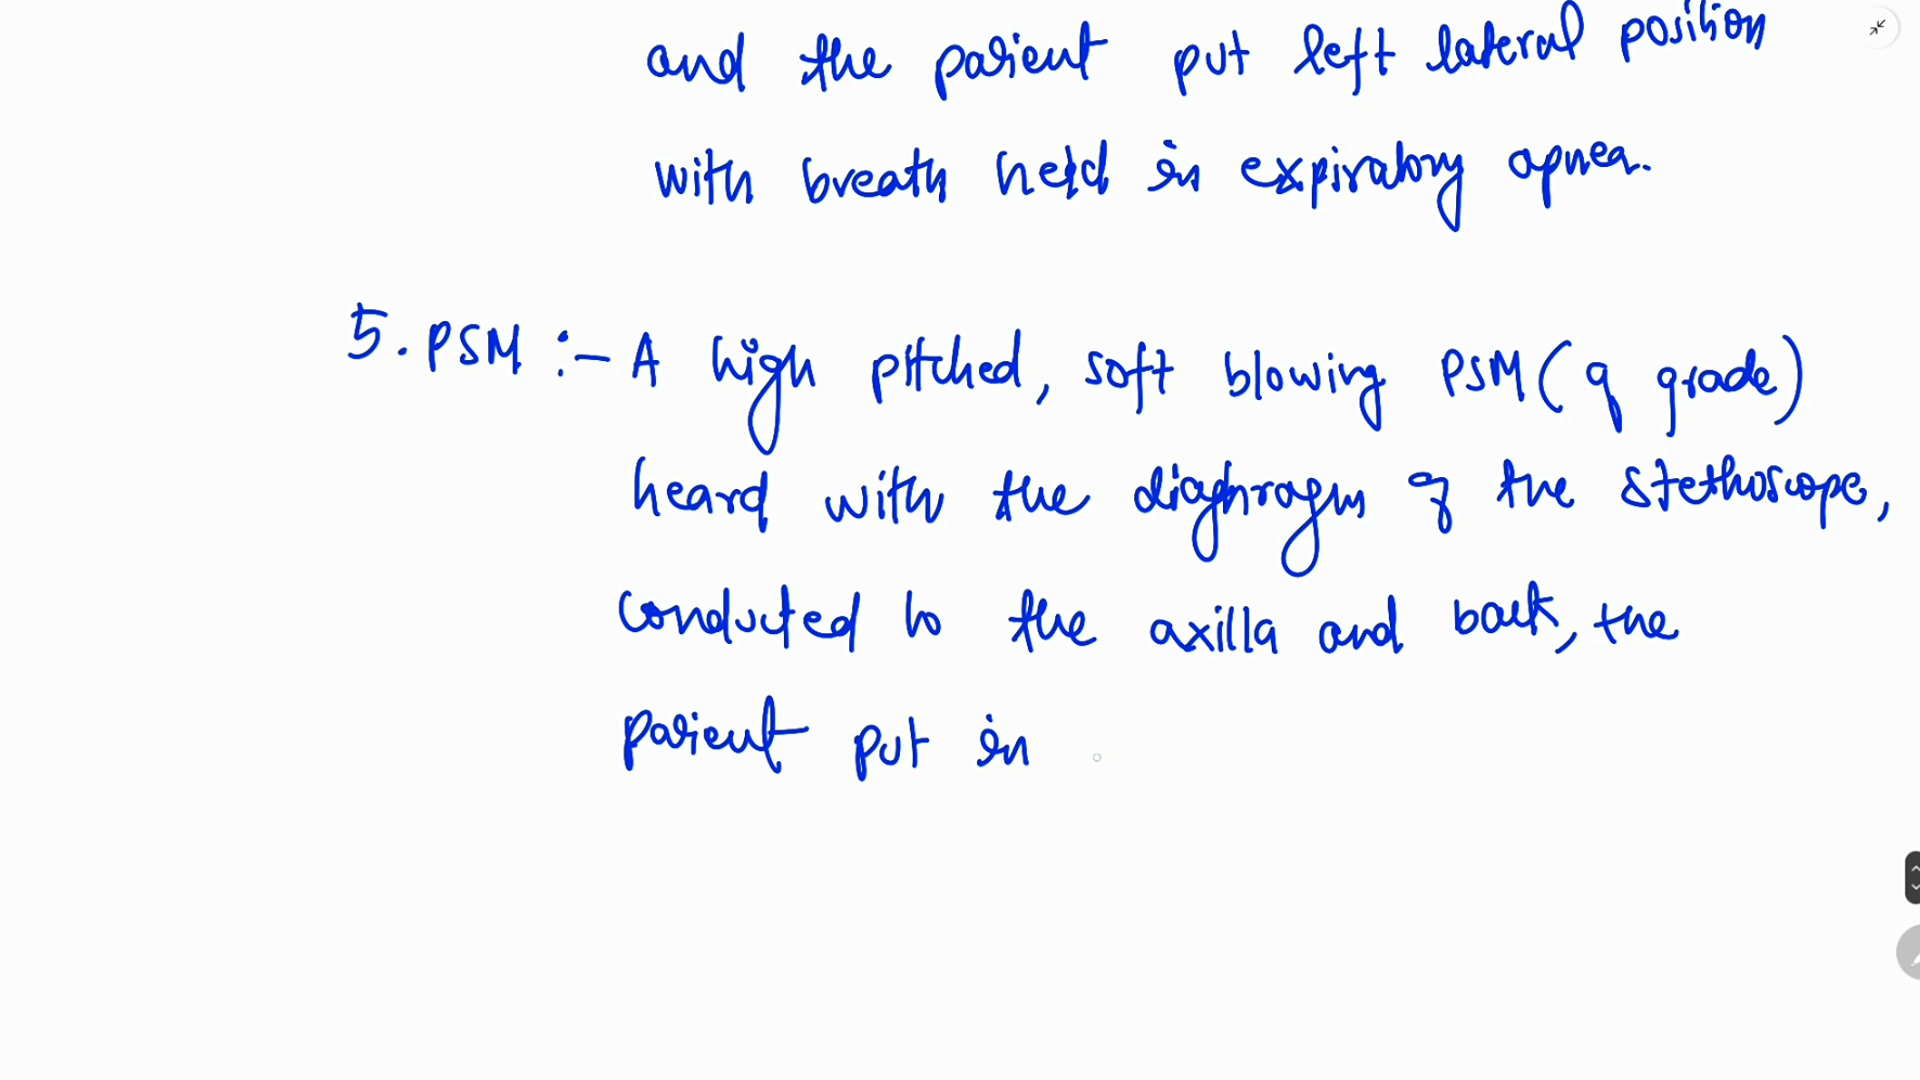 and the patient put left lateral position
with breath held in expiratory apnea.
5. PSM :- A high pitched, soft blowing PSM (of grade)
heard with the diaphragm of the stethoscope,
conducted to the axilla and back, the
patient put in